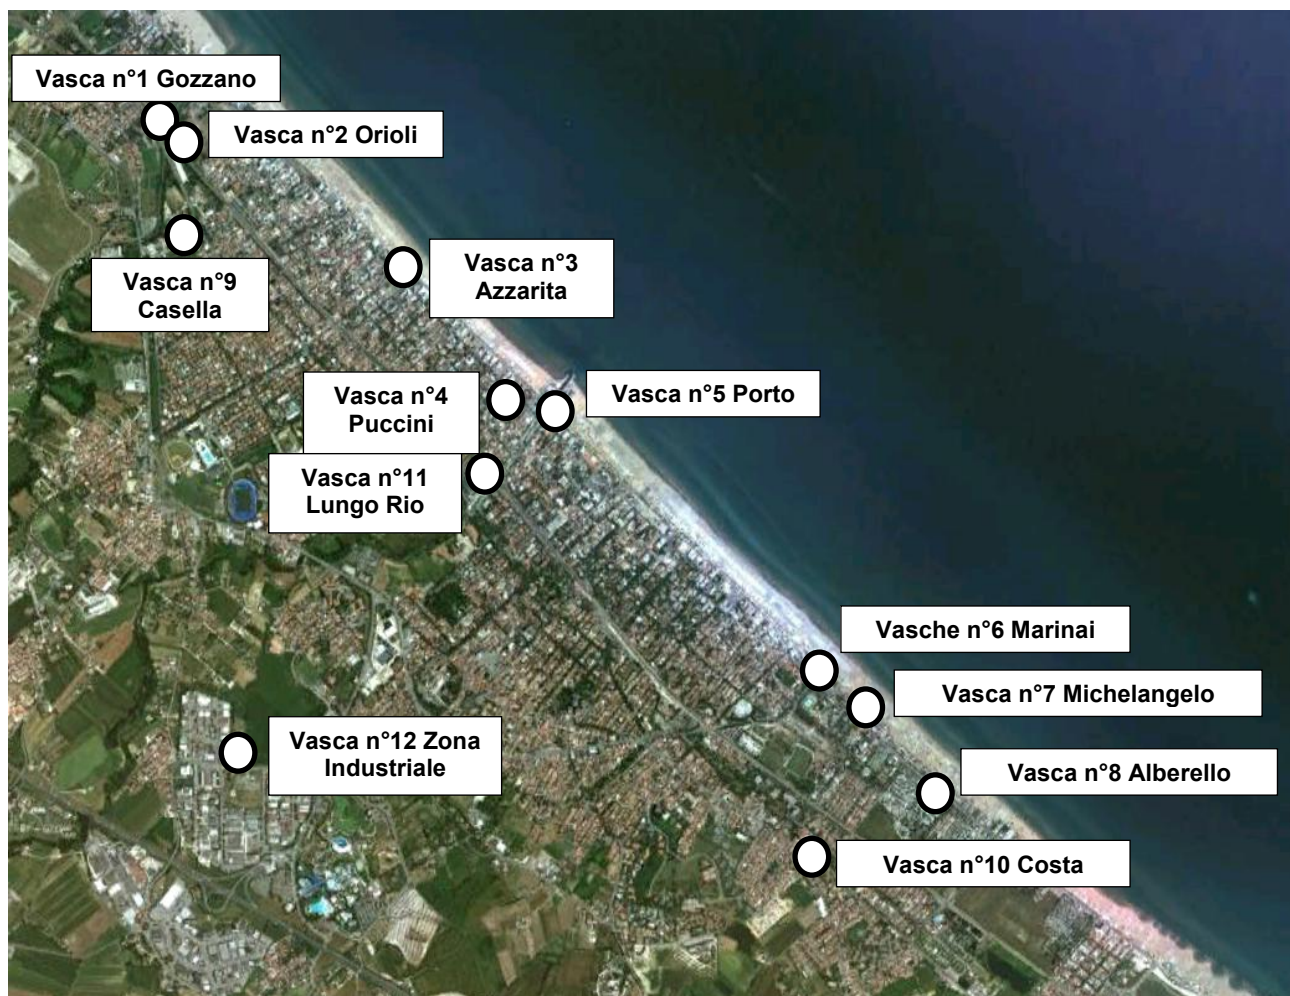 Vasca n°1 Gozzano
Vasca n°2 Orioli
Vasca n°9
Casella
Vasca n°3
Azzarita
Vasca n°4
Puccini
Vasca n°5 Porto
Vasca n°11
Lungo Rio
Vasche n°6 Marinai
Vasca n°7 Michelangelo
Vasca n°12 Zona
Industriale
Vasca n°8 Alberello
Vasca n°10 Costa